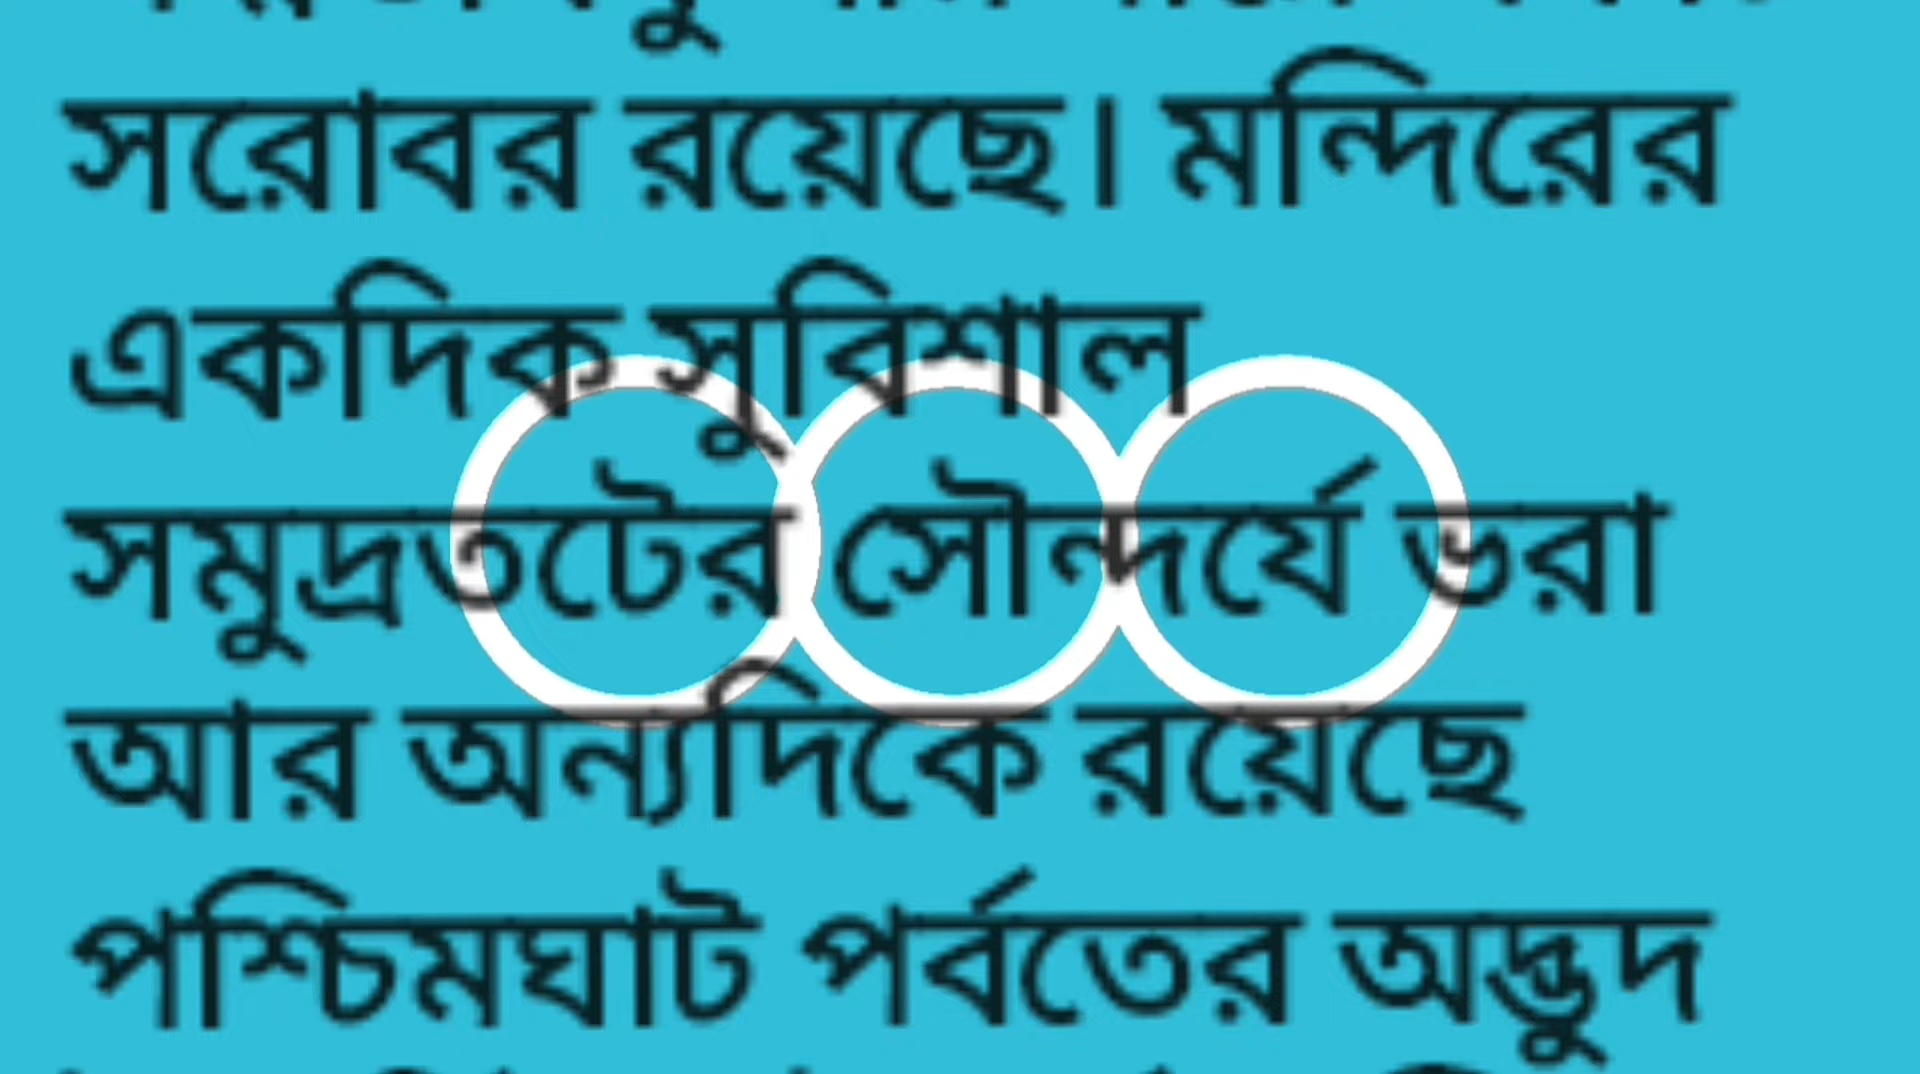 সরোবর রয়েছে। মন্দিরের
একদিক সুবিশাল
সমুদ্রতটের সৌন্দর্যে ভরা
আর অন্যদিকে রয়েছে
পশ্চিমঘাট পর্বতের অদ্ভুদ